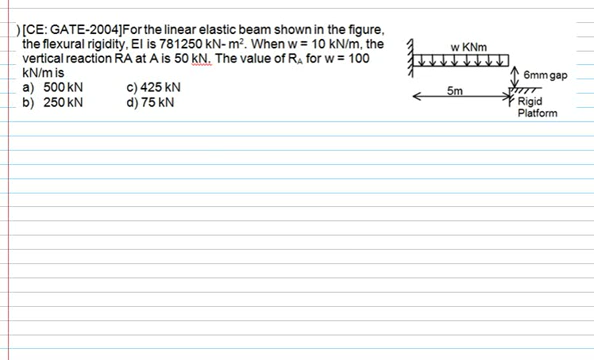 )[CE: GATE-2004]For the linear elastic beam shown in the figure,
the flexural rigidity, EI is 781250 kN- m². When w = 10 kN/m, the
vertical reaction RA at A is 50 kN. The value of RA for w = 100
kN/m is
a) 500 kN c) 425 kN
b) 250 kN d) 75 kN
w KNm
6mm gap
5m
Rigid
Platform